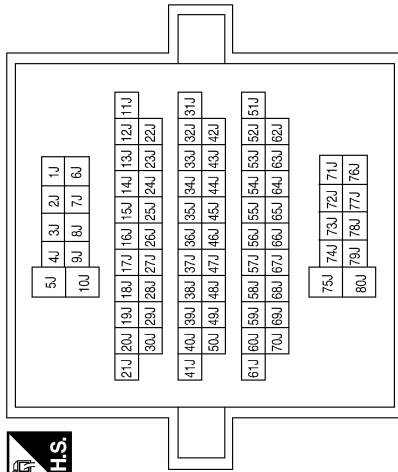 5J 4J 3J 2J 1J
10J 9J 8J 7J 6J
21J 20J 19J 18J 17J 16J 15J 14J 13J 12J 11J
30J 29J 28J 27J 26J 25J 24J 23J 22J
41J 40J 39J 38J 37J 36J 35J 34J 33J 32J 31J
50J 49J 48J 47J 46J 45J 44J 43J 42J
61J 60J 59J 58J 57J 56J 55J 54J 53J 52J 51J
70J 69J 68J 67J 66J 65J 64J 63J 62J
75J 74J 73J 72J 71J
80J 79J 78J 77J 76J
H.S.